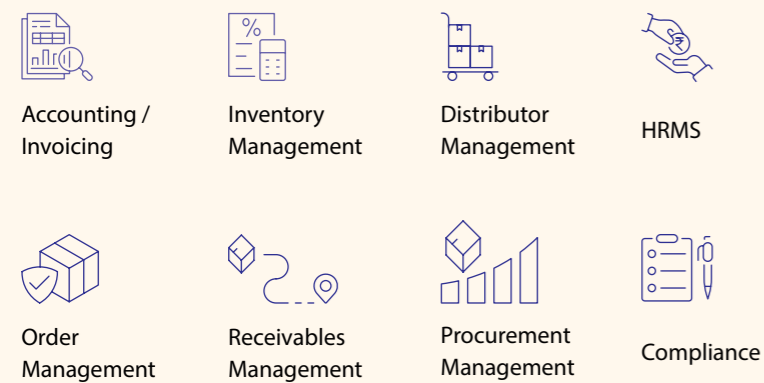 %
₹
Accounting /
Invoicing
Inventory
Management
Distributor
Management
HRMS
Order
Management
Receivables
Management
Procurement
Management
Compliance